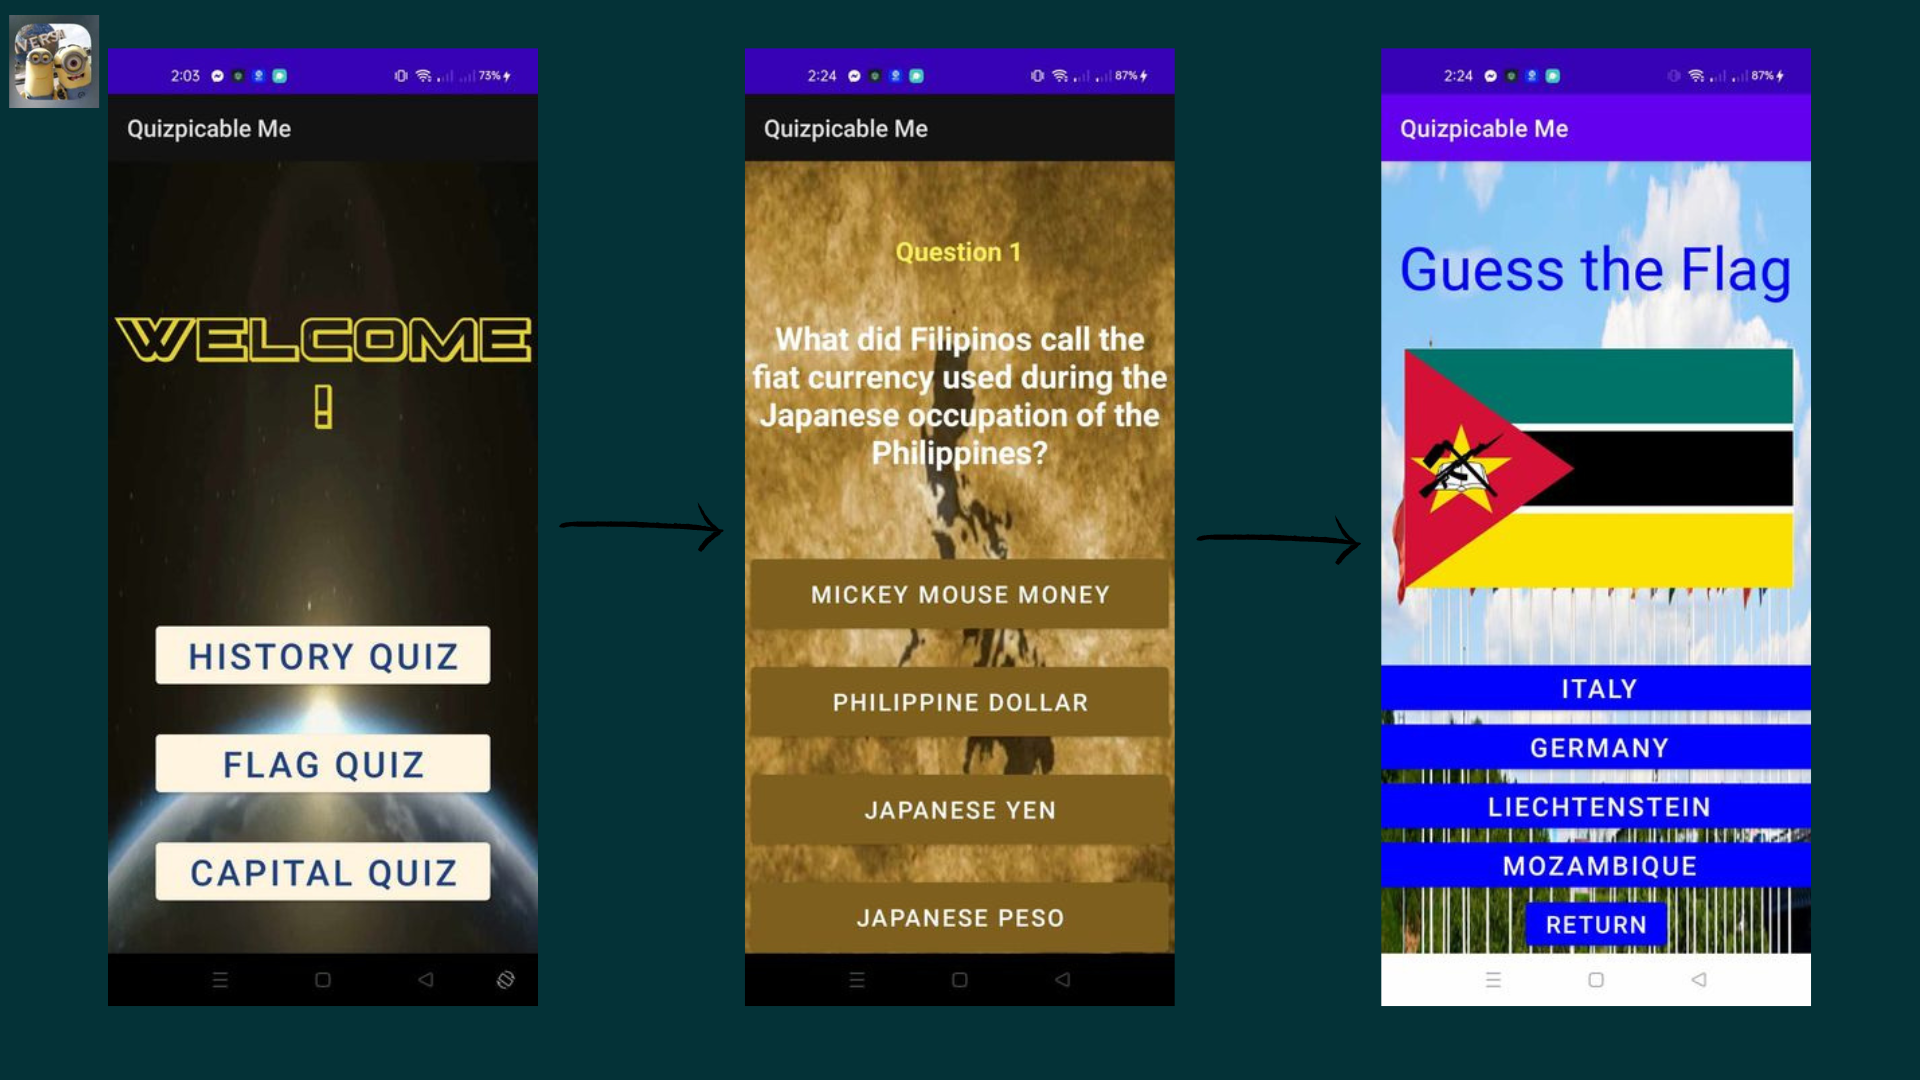 VERSI
2:03
73%
Quizpicable Me
WELCOME
!
HISTORY QUIZ
FLAG QUIZ
CAPITAL QUIZ
2:24
87%
Quizpicable Me
Question 1
What did Filipinos call the
fiat currency used during the
Japanese occupation of the
Philippines?
MICKEY MOUSE MONEY
PHILIPPINE DOLLAR
JAPANESE YEN
JAPANESE PESO
2:24
87%
Quizpicable Me
Guess the Flag
ITALY
GERMANY
LIECHTENSTEIN
MOZAMBIQUE
RETURN